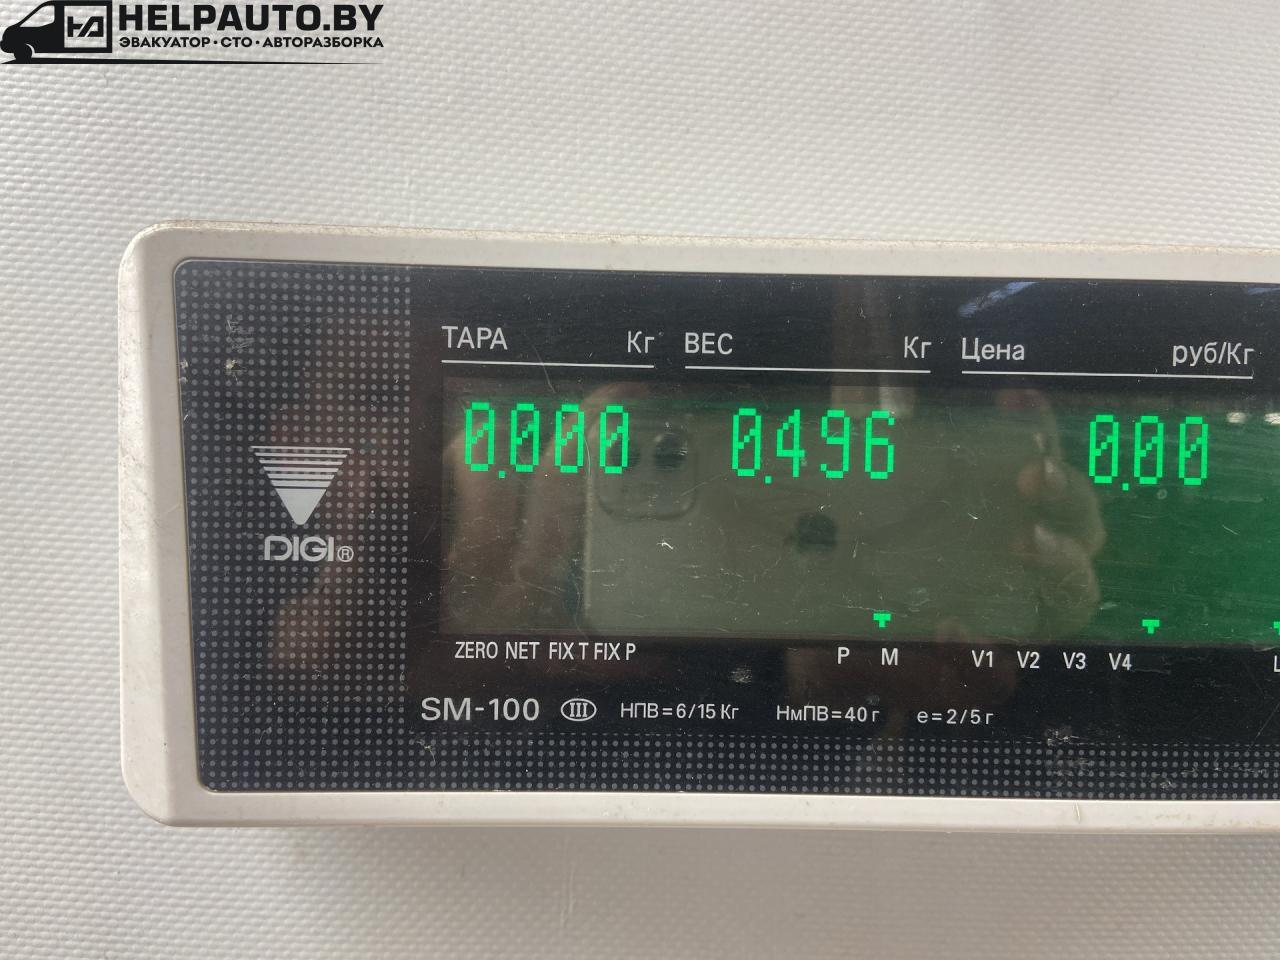 HELPAUTO.BY
ЭВАКУАТОР·СТО·АВТОРАЗБОРКА
ТАРА Кг ВЕС Кг Цена руб/Кг
0.000 0.496 0.00
DIGI®
ZERO NET FIX T FIX P P M V1 V2 V3 V4
SM-100 III НПВ=6/15 Кг НмПВ=40 г e=2/5 г